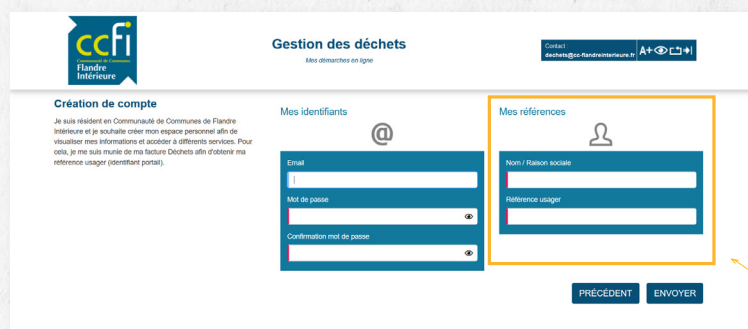 ccfi
Communauté de Communes
Flandre
Intérieure
Gestion des déchets
Mes démarches en ligne
Contact :
dechets@cc-flandreinterieure.fr
A+
Création de compte
Je suis résident en Communauté de Communes de Flandre
Intérieure et je souhaite créer mon espace personnel afin de
visualiser mes informations et accéder à différents services. Pour
cela, je me suis munie de ma facture Déchets afin d'obtenir ma
référence usager (identifiant portail).
Mes identifiants
@
Email
Mot de passe
Confirmation mot de passe
Mes références
Nom / Raison sociale
Référence usager
PRÉCÉDENT
ENVOYER